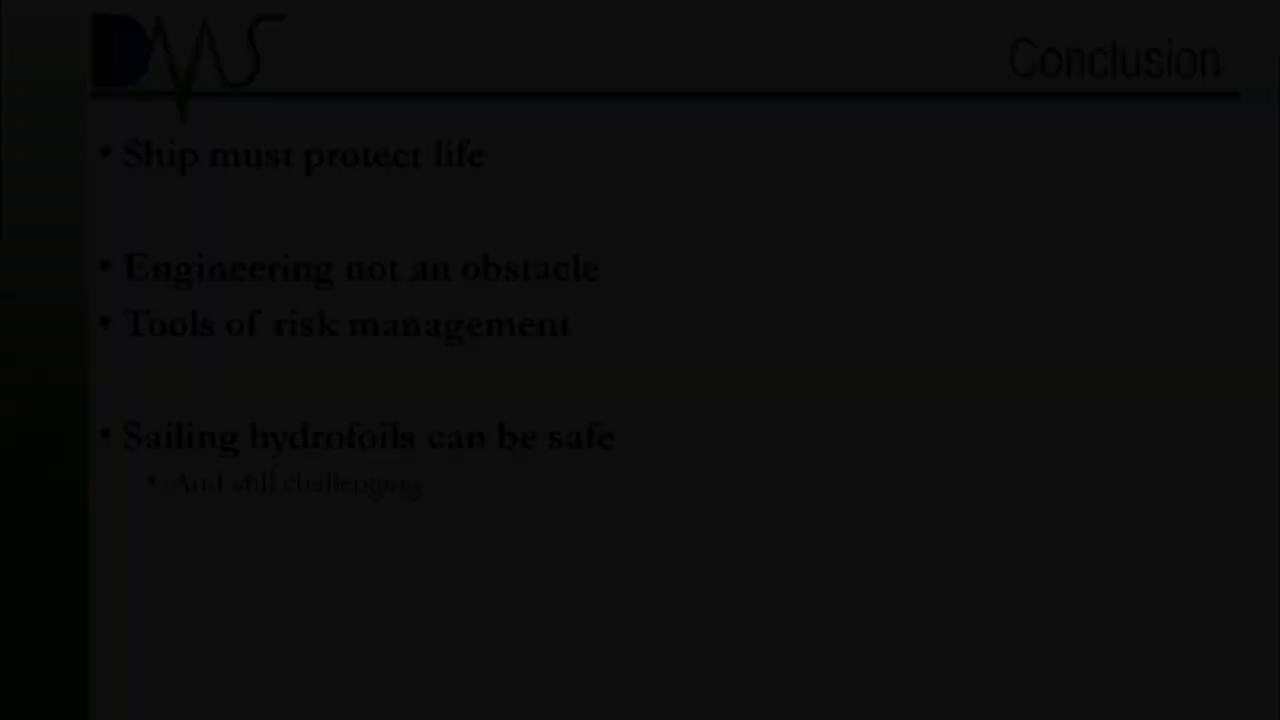 DMS
Conclusion
• Ship must protect life
• Engineering not an obstacle
• Tools of risk management
• Sailing hydrofoils can be safe
• And still challenging